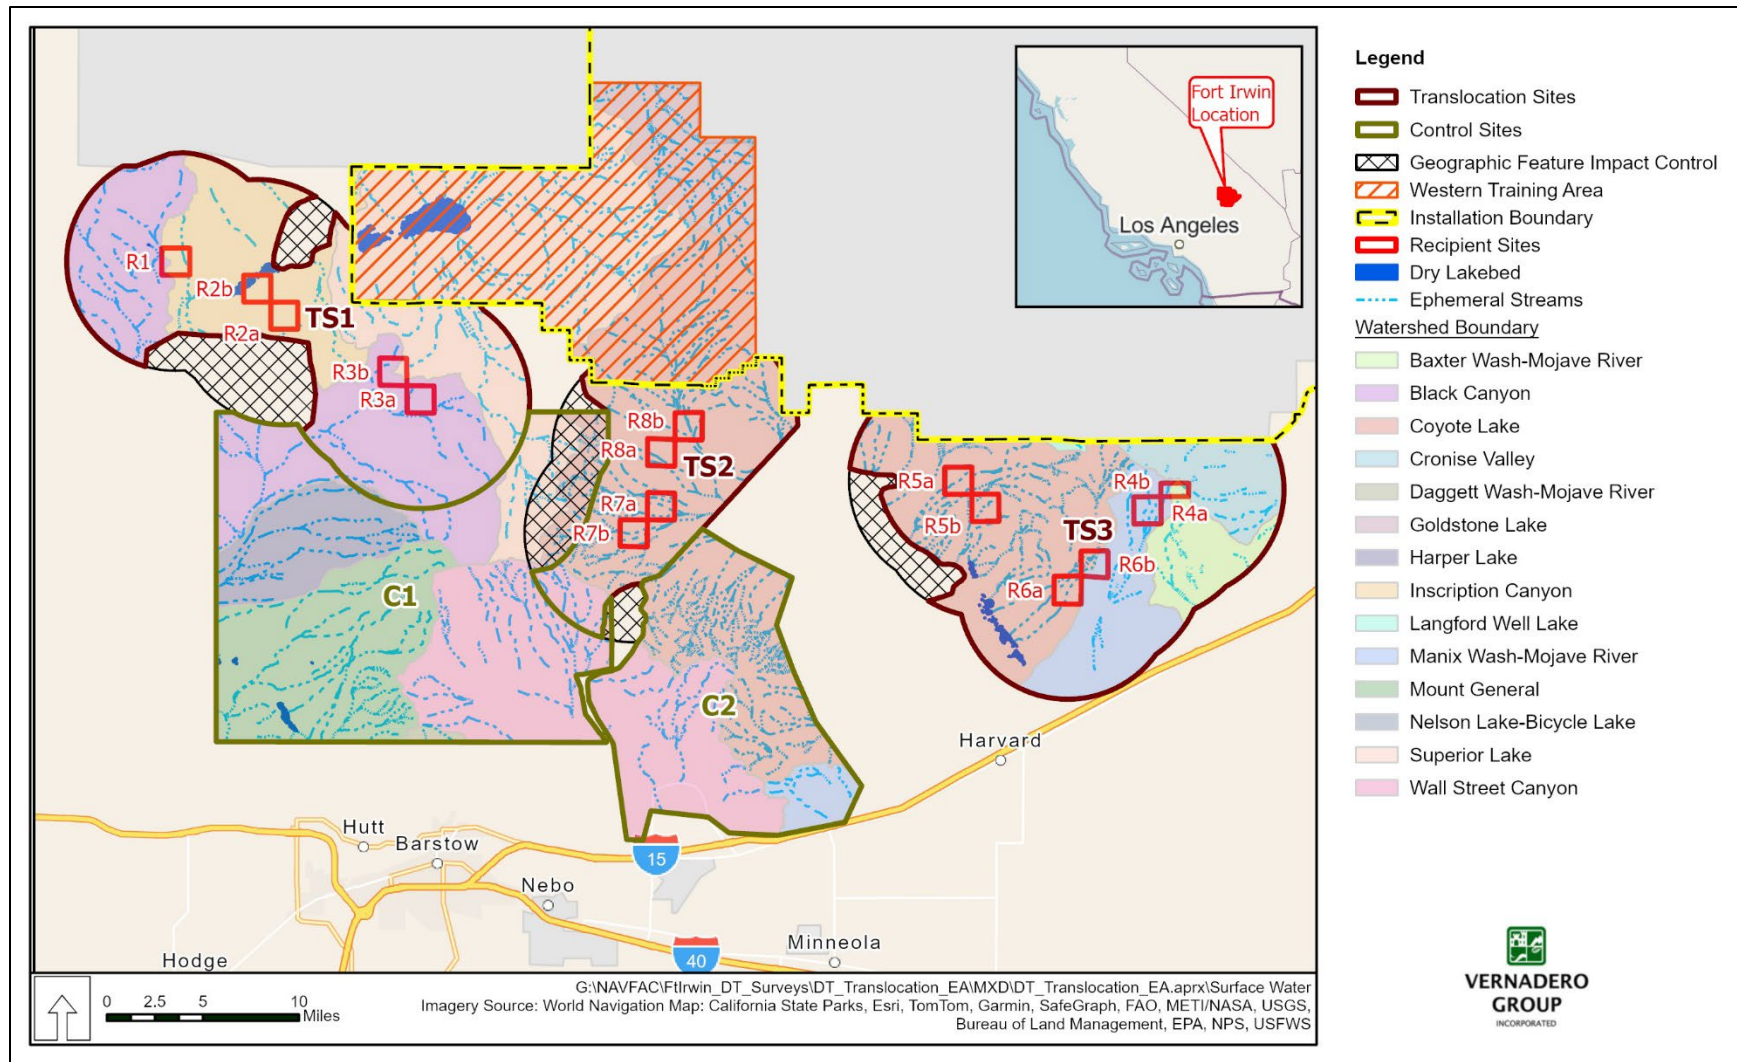 Fort Irwin
Location
Los Angeles
R1
R2b
R2a
TS1
R3b
R3a
R8b
R8a
TS2
R7a
R7b
R5a
R5b
R4b
R4a
TS3
R6b
R6a
C1
C2
Harvard
Hutt
Barstow
15
Nebo
Minneola
40
Hodge
0 2.5 5 10
Miles
G:\NAVFAC\FtIrwin_DT_Surveys\DT_Translocation_EA\MXD\DT_Translocation_EA.aprx\Surface Water
Imagery Source: World Navigation Map: California State Parks, Esri, TomTom, Garmin, SafeGraph, FAO, METI/NASA, USGS,
Bureau of Land Management, EPA, NPS, USFWS
Legend
Translocation Sites
Control Sites
Geographic Feature Impact Control
Western Training Area
Installation Boundary
Recipient Sites
Dry Lakebed
Ephemeral Streams
Watershed Boundary
Baxter Wash-Mojave River
Black Canyon
Coyote Lake
Cronise Valley
Daggett Wash-Mojave River
Goldstone Lake
Harper Lake
Inscription Canyon
Langford Well Lake
Manix Wash-Mojave River
Mount General
Nelson Lake-Bicycle Lake
Superior Lake
Wall Street Canyon
VERNADERO
GROUP
INCORPORATED